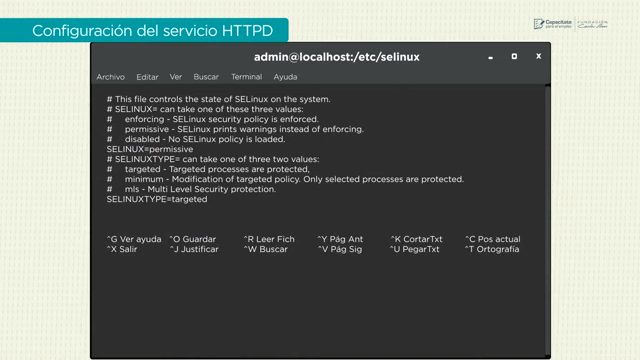 Configuración del servicio HTTPD
Capacítate
para el empleo
FUNDACIÓN
Carlos Slim
admin@localhost:/etc/selinux
Archivo Editar Ver Buscar Terminal Ayuda
# This file controls the state of SELinux on the system.
# SELINUX= can take one of these three values:
# enforcing - SELinux security policy is enforced.
# permissive - SELinux prints warnings instead of enforcing.
# disabled - No SELinux policy is loaded.
SELINUX=permissive
# SELINUXTYPE= can take one of three two values:
# targeted - Targeted processes are protected,
# minimum - Modification of targeted policy. Only selected processes are protected.
# mls - Multi Level Security protection.
SELINUXTYPE=targeted
^G Ver ayuda ^O Guardar ^R Leer Fich ^Y Pág Ant ^K CortarTxt ^C Pos actual
^X Salir ^J Justificar ^W Buscar ^V Pág Sig ^U PegarTxt ^T Ortografía